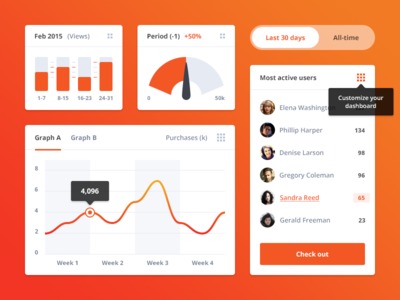 Feb 2015 (Views)
1-7 8-15 16-23 24-31
Period (-1) +50%
0 50k
Last 30 days All-time
Most active users
Customize your
dashboard
Elena Washington
Phillip Harper 134
Denise Larson 98
Gregory Coleman 96
Sandra Reed 65
Gerald Freeman 23
Check out
Graph A Graph B Purchases (k)
8
6
4
2
0
4,096
Week 1 Week 2 Week 3 Week 4